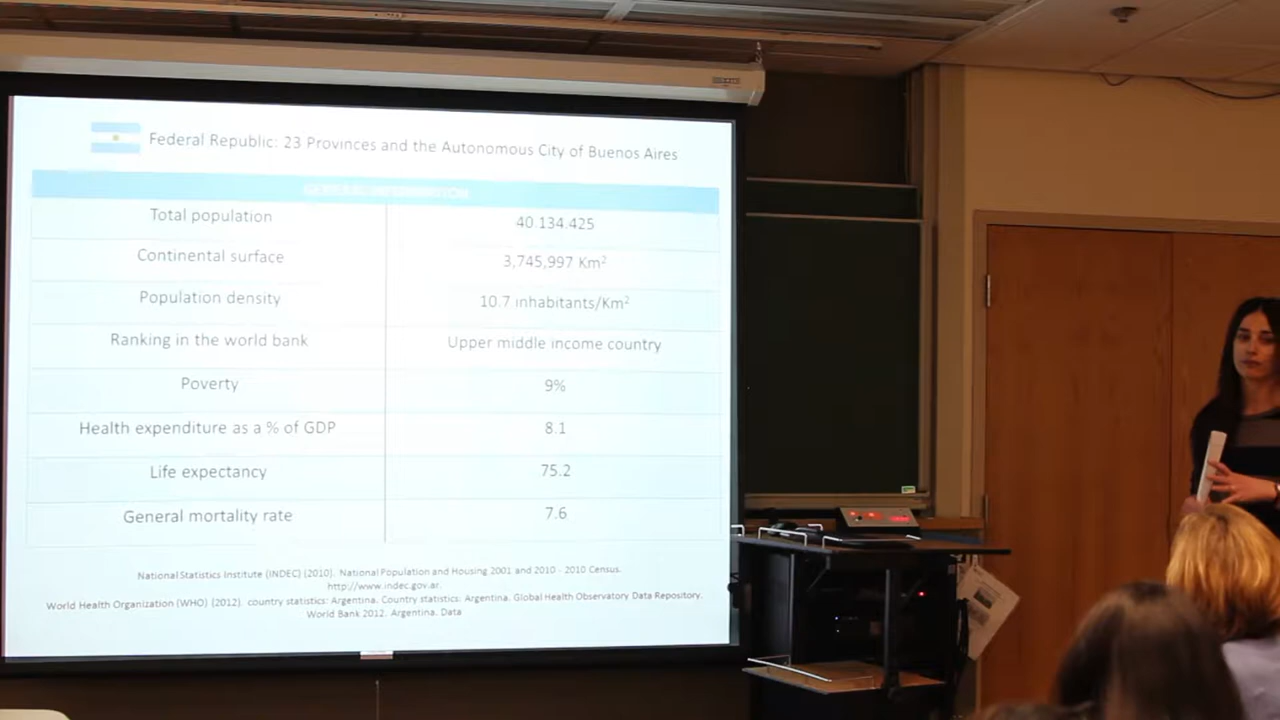 Federal Republic: 23 Provinces and the Autonomous City of Buenos Aires
GENERAL INFORMATION
Total population 40.134.425
Continental surface 3,745,997 Km²
Population density 10.7 inhabitants/Km²
Ranking in the world bank Upper middle income country
Poverty 9%
Health expenditure as a % of GDP 8.1
Life expectancy 75.2
General mortality rate 7.6
National Statistics Institute (INDEC) (2010). National Population and Housing 2001 and 2010 - 2010 Census.
http://www.indec.gov.ar.
World Health Organization (WHO) (2012). country statistics: Argentina. Country statistics: Argentina. Global Health Observatory Data Repository.
World Bank 2012. Argentina. Data